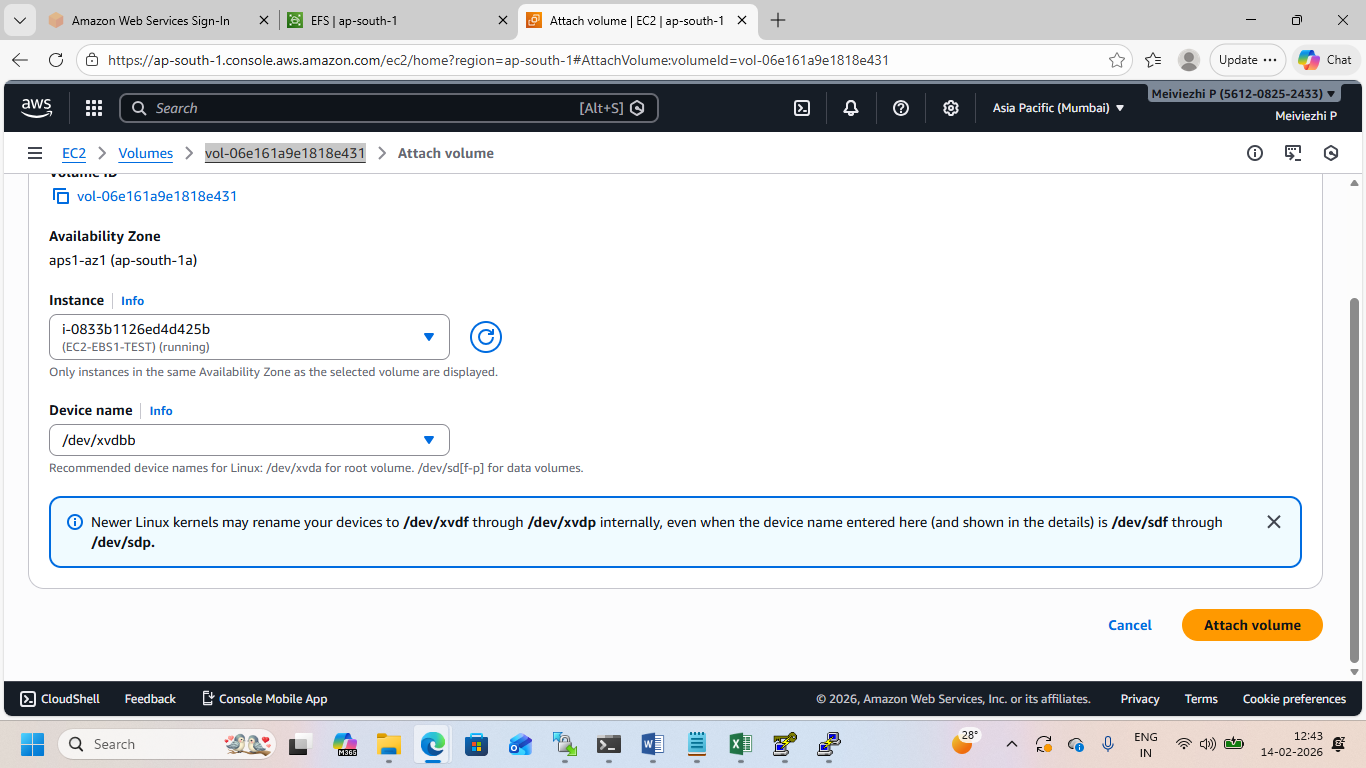 Amazon Web Services Sign-In
EFS | ap-south-1
Attach volume | EC2 | ap-south-1
https://ap-south-1.console.aws.amazon.com/ec2/home?region=ap-south-1#AttachVolume:volumeId=vol-06e161a9e1818e431
Update
Chat
aws
Search
[Alt+S]
Asia Pacific (Mumbai)
Meiviezhi P (5612-0825-2433)
Meiviezhi P
EC2
Volumes
vol-06e161a9e1818e431
Attach volume
Volume ID
vol-06e161a9e1818e431
Availability Zone
aps1-az1 (ap-south-1a)
Instance
Info
i-0833b1126ed4d425b
(EC2-EBS1-TEST) (running)
Only instances in the same Availability Zone as the selected volume are displayed.
Device name
Info
/dev/xvdbb
Recommended device names for Linux: /dev/xvda for root volume. /dev/sd[f-p] for data volumes.
Newer Linux kernels may rename your devices to /dev/xvdf through /dev/xvdp internally, even when the device name entered here (and shown in the details) is /dev/sdf through
/dev/sdp.
Cancel
Attach volume
CloudShell
Feedback
Console Mobile App
© 2026, Amazon Web Services, Inc. or its affiliates.
Privacy
Terms
Cookie preferences
Search
M365
28°
ENG
IN
12:43
14-02-2026